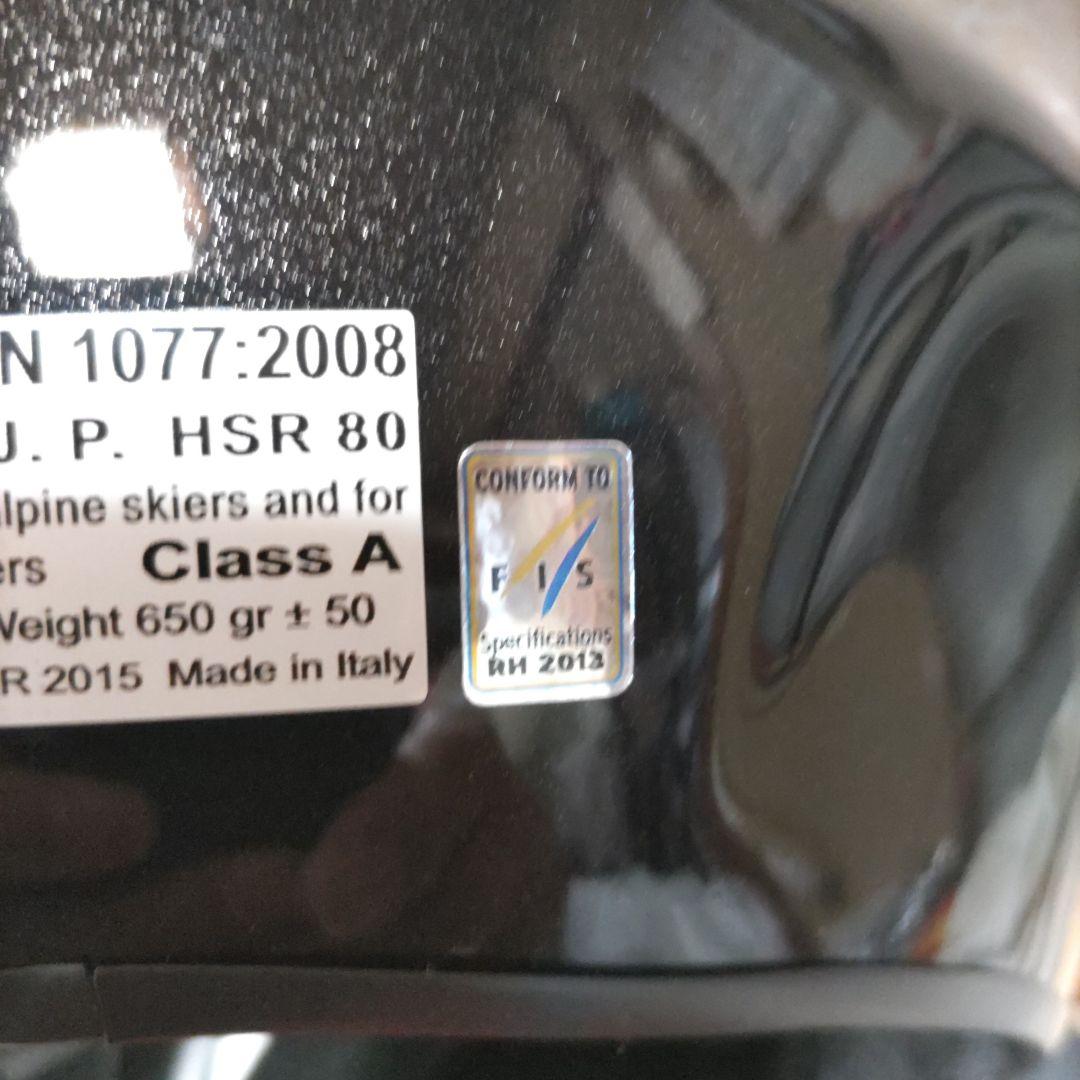 N 1077:2008
J. P. HSR 80
lpine skiers and for
ers Class A
Weight 650 gr ± 50
R 2015 Made in Italy
CONFORM TO
F I S
Specifications
RH 2013